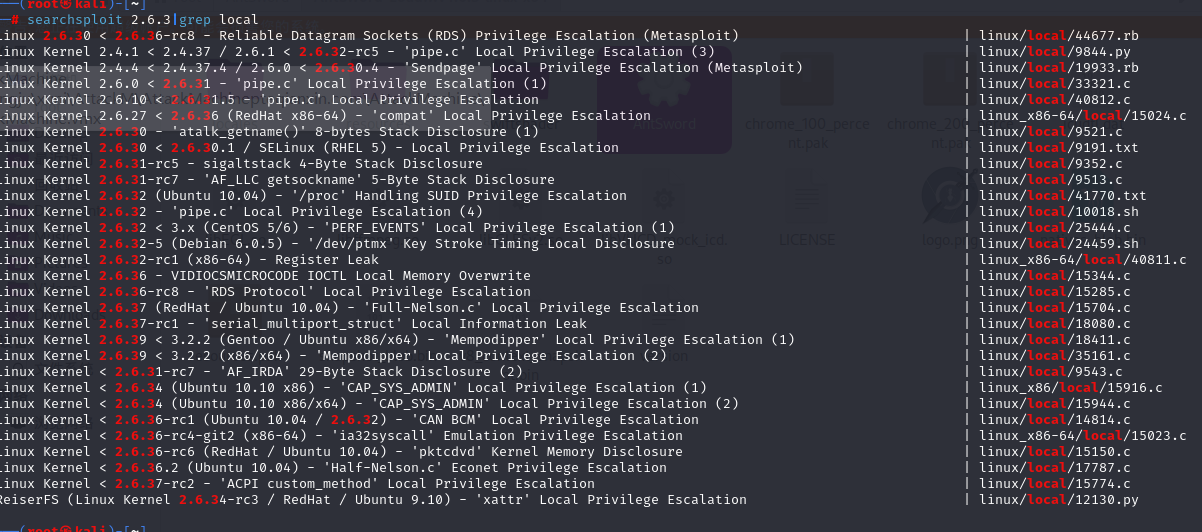 ──(root㉿kali)-[~]
─# searchsploit 2.6.3|grep local
Linux 2.6.30 < 2.6.36-rc8 - Reliable Datagram Sockets (RDS) Privilege Escalation (Metasploit) | linux/local/44677.rb
Linux Kernel 2.4.1 < 2.4.37 / 2.6.1 < 2.6.32-rc5 - 'pipe.c' Local Privilege Escalation (3) | linux/local/9844.py
Linux Kernel 2.4.4 < 2.4.37.4 / 2.6.0 < 2.6.30.4 - 'Sendpage' Local Privilege Escalation (Metasploit) | linux/local/19933.rb
Linux Kernel 2.6.0 < 2.6.31 - 'pipe.c' Local Privilege Escalation (1) | linux/local/33321.c
Linux Kernel 2.6.10 < 2.6.31.5 - 'pipe.c' Local Privilege Escalation | linux/local/40812.c
Linux Kernel 2.6.27 < 2.6.36 (RedHat x86-64) - 'compat' Local Privilege Escalation | linux_x86-64/local/15024.c
Linux Kernel 2.6.30 - 'atalk_getname()' 8-bytes Stack Disclosure (1) | linux/local/9521.c
Linux Kernel 2.6.30 < 2.6.30.1 / SELinux (RHEL 5) - Local Privilege Escalation | linux/local/9191.txt
Linux Kernel 2.6.31-rc5 - sigaltstack 4-Byte Stack Disclosure | linux/local/9352.c
Linux Kernel 2.6.31-rc7 - 'AF_LLC getsockname' 5-Byte Stack Disclosure | linux/local/9513.c
Linux Kernel 2.6.32 (Ubuntu 10.04) - '/proc' Handling SUID Privilege Escalation | linux/local/41770.txt
Linux Kernel 2.6.32 - 'pipe.c' Local Privilege Escalation (4) | linux/local/10018.sh
Linux Kernel 2.6.32 < 3.x (CentOS 5/6) - 'PERF_EVENTS' Local Privilege Escalation (1) | linux/local/25444.c
Linux Kernel 2.6.32-5 (Debian 6.0.5) - '/dev/ptmx' Key Stroke Timing Local Disclosure | linux/local/24459.sh
Linux Kernel 2.6.32-rc1 (x86-64) - Register Leak | linux_x86-64/local/40811.c
Linux Kernel 2.6.36 - VIDIOCSMICROCODE IOCTL Local Memory Overwrite | linux/local/15344.c
Linux Kernel 2.6.36-rc8 - 'RDS Protocol' Local Privilege Escalation | linux/local/15285.c
Linux Kernel 2.6.37 (RedHat / Ubuntu 10.04) - 'Full-Nelson.c' Local Privilege Escalation | linux/local/15704.c
Linux Kernel 2.6.37-rc1 - 'serial_multiport_struct' Local Information Leak | linux/local/18080.c
Linux Kernel 2.6.39 < 3.2.2 (Gentoo / Ubuntu x86/x64) - 'Mempodipper' Local Privilege Escalation (1) | linux/local/18411.c
Linux Kernel 2.6.39 < 3.2.2 (x86/x64) - 'Mempodipper' Local Privilege Escalation (2) | linux/local/35161.c
Linux Kernel < 2.6.31-rc7 - 'AF_IRDA' 29-Byte Stack Disclosure (2) | linux/local/9543.c
Linux Kernel < 2.6.34 (Ubuntu 10.10 x86) - 'CAP_SYS_ADMIN' Local Privilege Escalation (1) | linux_x86/local/15916.c
Linux Kernel < 2.6.34 (Ubuntu 10.10 x86/x64) - 'CAP_SYS_ADMIN' Local Privilege Escalation (2) | linux/local/15944.c
Linux Kernel < 2.6.36-rc1 (Ubuntu 10.04 / 2.6.32) - 'CAN BCM' Local Privilege Escalation | linux/local/14814.c
Linux Kernel < 2.6.36-rc4-git2 (x86-64) - 'ia32syscall' Emulation Privilege Escalation | linux_x86-64/local/15023.c
Linux Kernel < 2.6.36-rc6 (RedHat / Ubuntu 10.04) - 'pktcdvd' Kernel Memory Disclosure | linux/local/15150.c
Linux Kernel < 2.6.36.2 (Ubuntu 10.04) - 'Half-Nelson.c' Econet Privilege Escalation | linux/local/17787.c
Linux Kernel < 2.6.37-rc2 - 'ACPI custom_method' Local Privilege Escalation | linux/local/15774.c
ReiserFS (Linux Kernel 2.6.34-rc3 / RedHat / Ubuntu 9.10) - 'xattr' Local Privilege Escalation | linux/local/12130.py
──(root㉿kali)-[~]
AntSword
chrome_100_perce
nt.pak
LICENSE